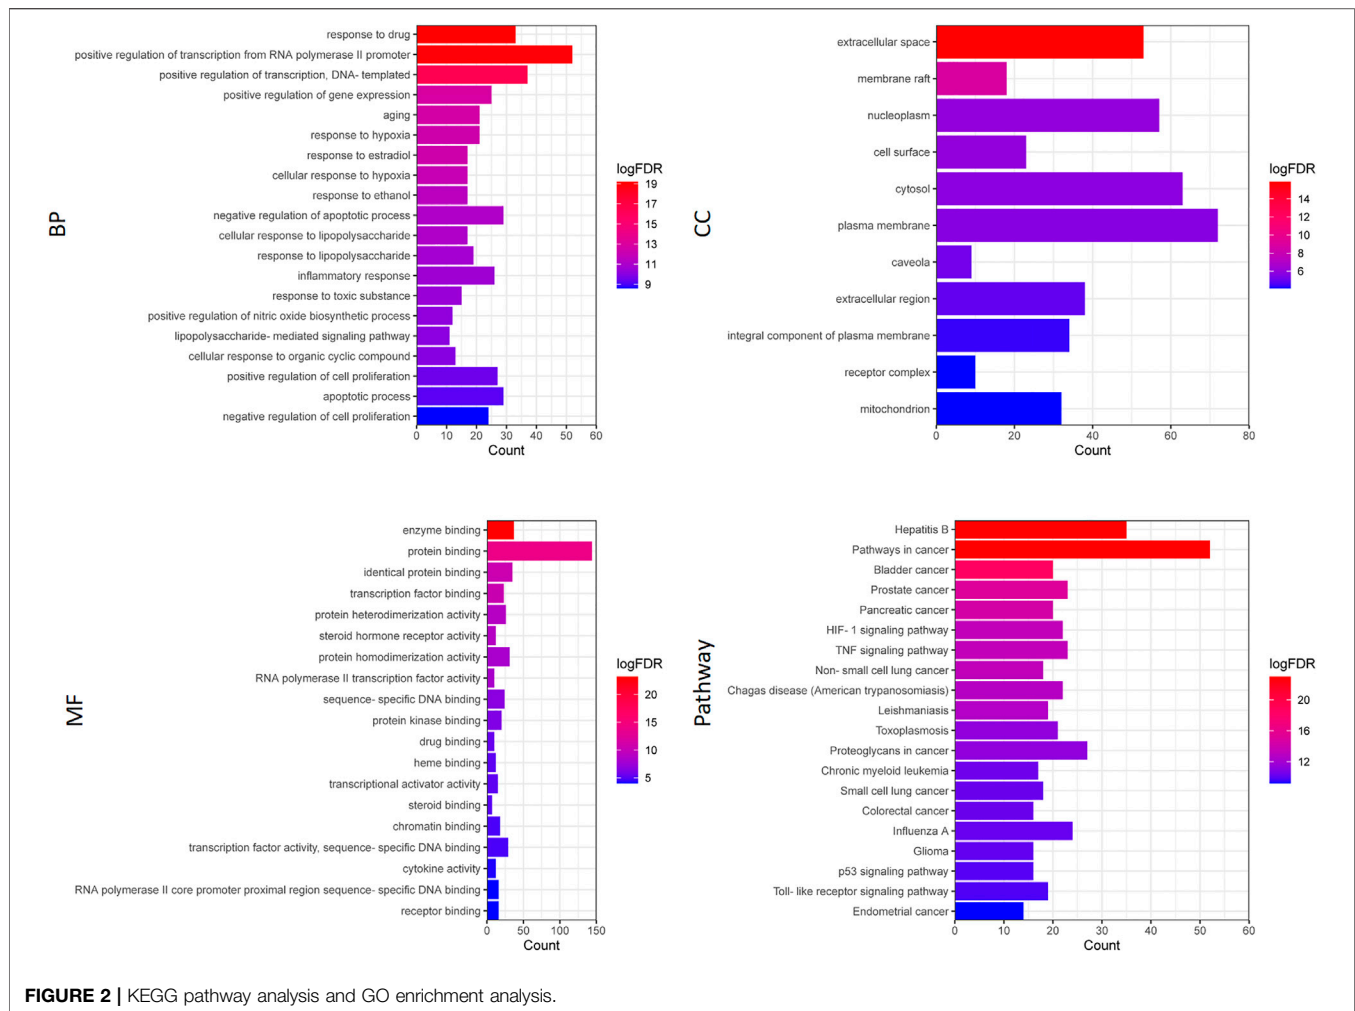 BP
response to drug
positive regulation of transcription from RNA polymerase II promoter
positive regulation of transcription, DNA- templated
positive regulation of gene expression
aging
response to hypoxia
response to estradiol
cellular response to hypoxia
response to ethanol
negative regulation of apoptotic process
cellular response to lipopolysaccharide
response to lipopolysaccharide
inflammatory response
response to toxic substance
positive regulation of nitric oxide biosynthetic process
lipopolysaccharide- mediated signaling pathway
cellular response to organic cyclic compound
positive regulation of cell proliferation
apoptotic process
negative regulation of cell proliferation
0 10 20 30 40 50 60
Count
logFDR
19
17
15
13
11
9
CC
extracellular space
membrane raft
nucleoplasm
cell surface
cytosol
plasma membrane
caveola
extracellular region
integral component of plasma membrane
receptor complex
mitochondrion
0 20 40 60 80
Count
logFDR
14
12
10
8
6
MF
enzyme binding
protein binding
identical protein binding
transcription factor binding
protein heterodimerization activity
steroid hormone receptor activity
protein homodimerization activity
RNA polymerase II transcription factor activity
sequence- specific DNA binding
protein kinase binding
drug binding
heme binding
transcriptional activator activity
steroid binding
chromatin binding
transcription factor activity, sequence- specific DNA binding
cytokine activity
RNA polymerase II core promoter proximal region sequence- specific DNA binding
receptor binding
0 50 100 150
Count
logFDR
20
15
10
5
Pathway
Hepatitis B
Pathways in cancer
Bladder cancer
Prostate cancer
Pancreatic cancer
HIF- 1 signaling pathway
TNF signaling pathway
Non- small cell lung cancer
Chagas disease (American trypanosomiasis)
Leishmaniasis
Toxoplasmosis
Proteoglycans in cancer
Chronic myeloid leukemia
Small cell lung cancer
Colorectal cancer
Influenza A
Glioma
p53 signaling pathway
Toll- like receptor signaling pathway
Endometrial cancer
0 10 20 30 40 50 60
Count
logFDR
20
16
12
FIGURE 2 | KEGG pathway analysis and GO enrichment analysis.